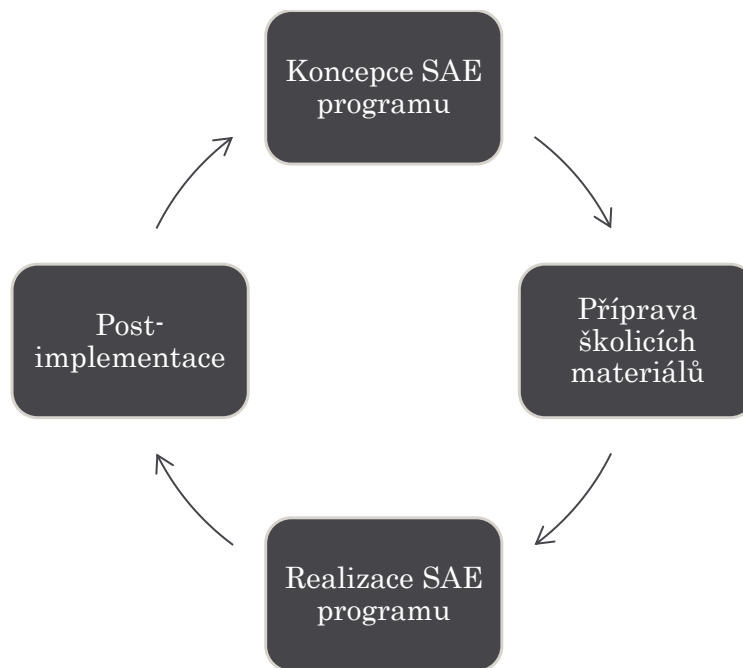 Koncepce SAE
programu
Příprava
školicích
materiálů
Realizace SAE
programu
Post-
implementace